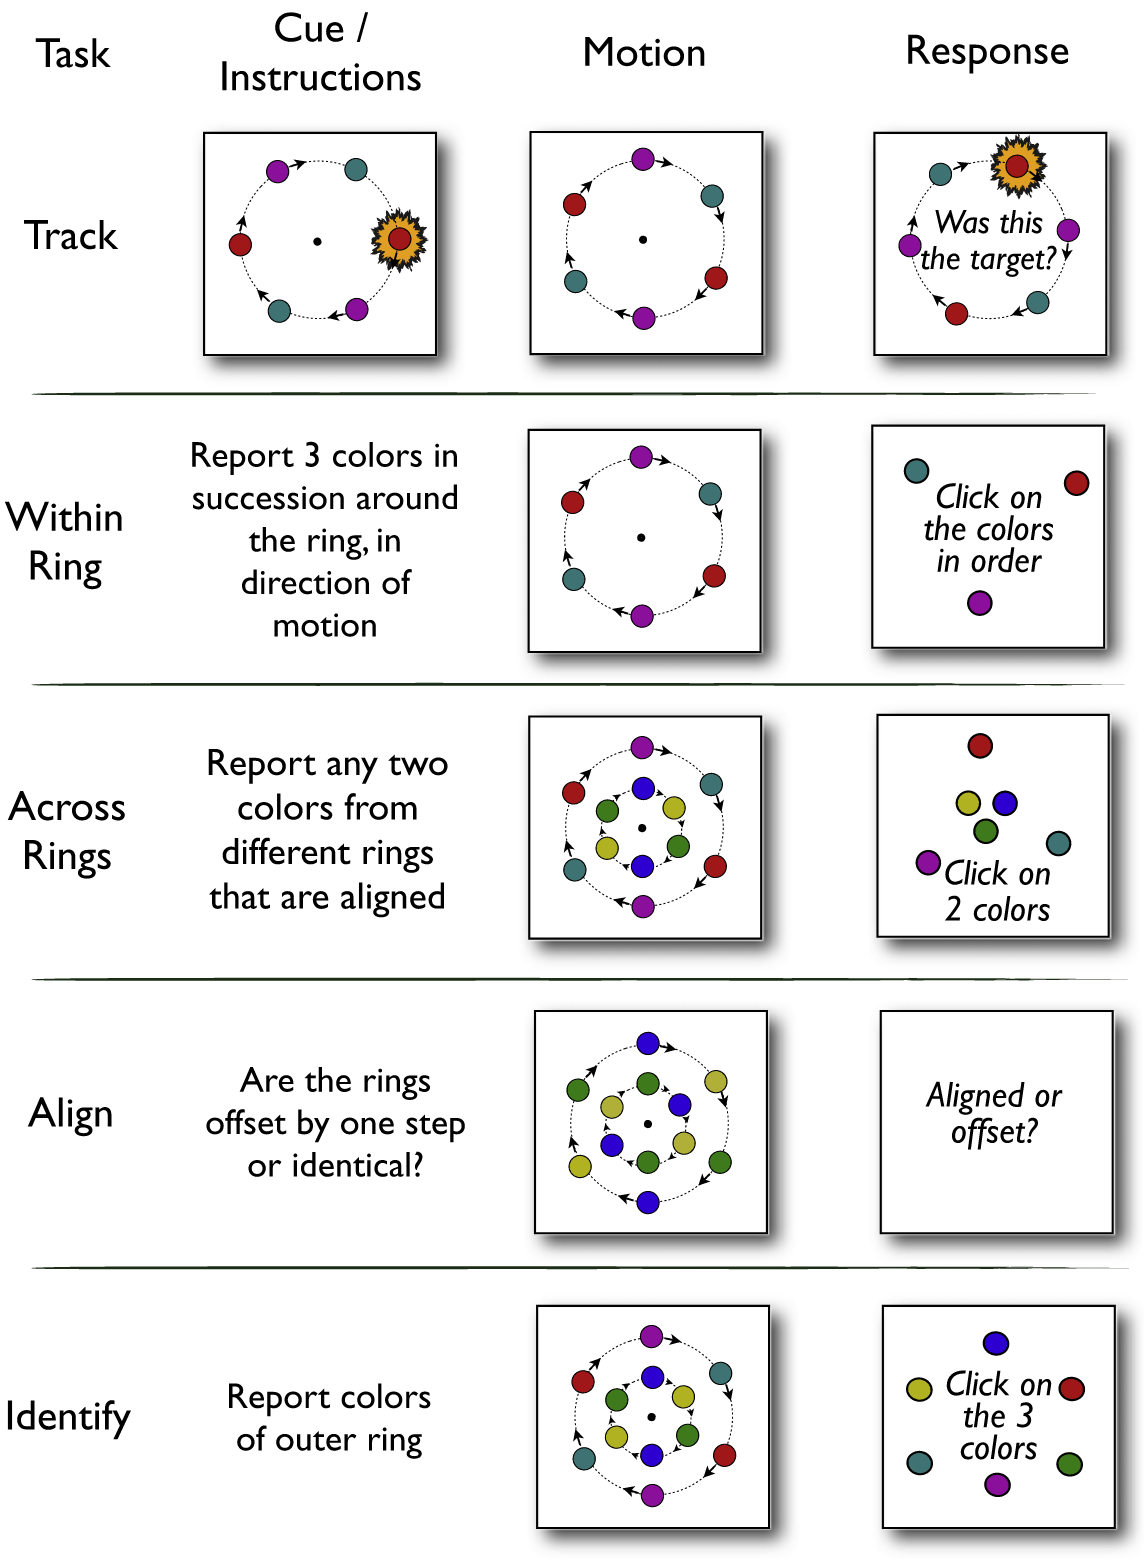 Task
Cue /
Instructions
Motion
Response
Track
Was this
the target?
Within
Ring
Report 3 colors in
succession around
the ring, in
direction of
motion
Click on
the colors
in order
Across
Rings
Report any two
colors from
different rings
that are aligned
Click on
2 colors
Align
Are the rings
offset by one step
or identical?
Aligned or
offset?
Identify
Report colors
of outer ring
Click on
the 3
colors